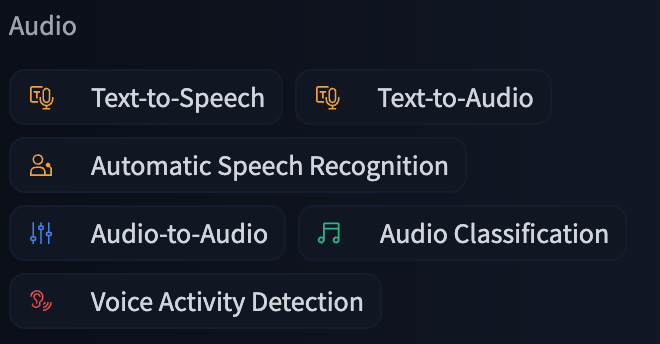 Audio
Text-to-Speech Text-to-Audio
Automatic Speech Recognition
Audio-to-Audio Audio Classification
Voice Activity Detection